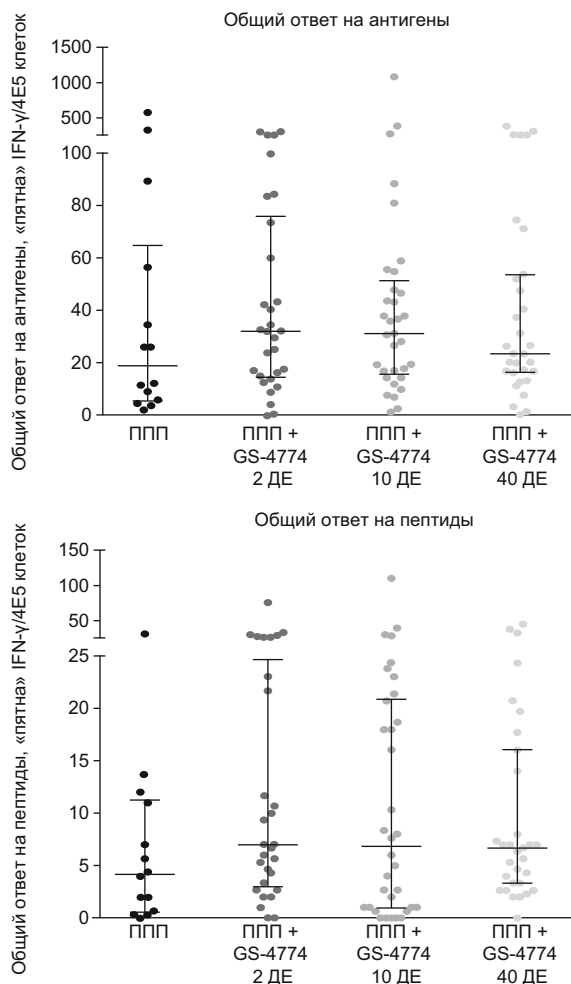 Общий ответ на антигены
Общий ответ на антигены, «пятна» IFN-γ/4E5 клеток
1500
1000
500
100
80
60
40
20
0
ППП
ППП +
GS-4774
2 ДЕ
ППП +
GS-4774
10 ДЕ
ППП +
GS-4774
40 ДЕ
Общий ответ на пептиды
Общий ответ на пептиды, «пятна» IFN-γ/4E5 клеток
150
100
50
25
20
15
10
5
0
ППП
ППП +
GS-4774
2 ДЕ
ППП +
GS-4774
10 ДЕ
ППП +
GS-4774
40 ДЕ